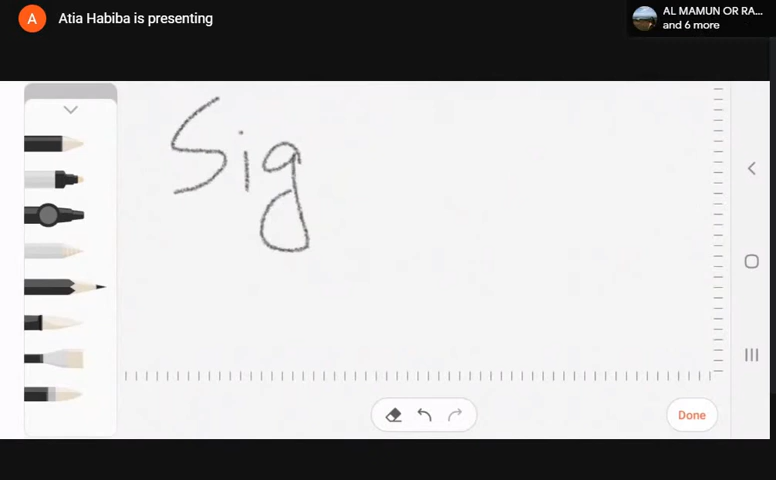 A
Atia Habiba is presenting
AL MAMUN OR RA...
and 6 more
Sig
Done